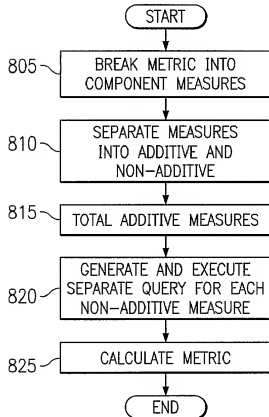 START
805
BREAK METRIC INTO
COMPONENT MEASURES
810
SEPARATE MEASURES
INTO ADDITIVE AND
NON-ADDITIVE
815
TOTAL ADDITIVE MEASURES
820
GENERATE AND EXECUTE
SEPARATE QUERY FOR EACH
NON-ADDITIVE MEASURE
825
CALCULATE METRIC
END